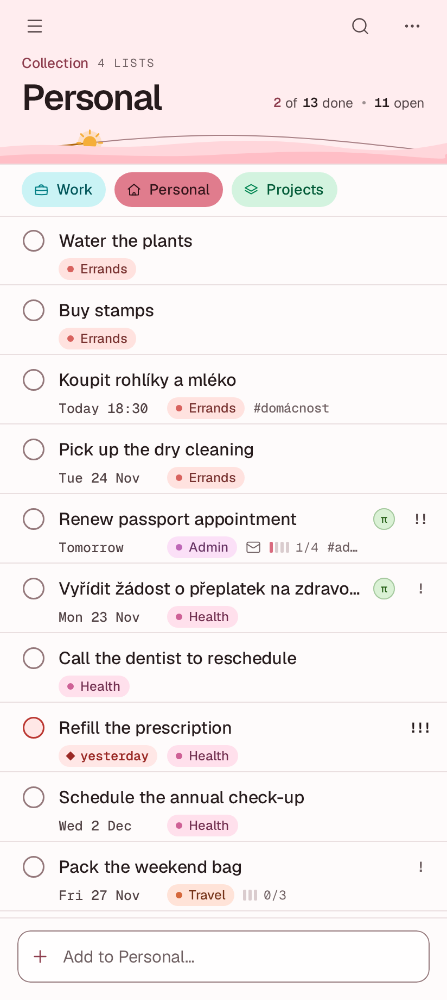 Collection 4 LISTS
Personal
2 of 13 done • 11 open
Work Personal Projects
Water the plants
Errands
Buy stamps
Errands
Koupit rohlíky a mléko
Today 18:30 Errands #domácnost
Pick up the dry cleaning
Tue 24 Nov Errands
Renew passport appointment π !!
Tomorrow Admin 1/4 #ad…
Vyřídit žádost o přeplatek na zdravo… π !
Mon 23 Nov Health
Call the dentist to reschedule
Health
Refill the prescription !!!
yesterday Health
Schedule the annual check-up
Wed 2 Dec Health
Pack the weekend bag !
Fri 27 Nov Travel 0/3
+ Add to Personal…